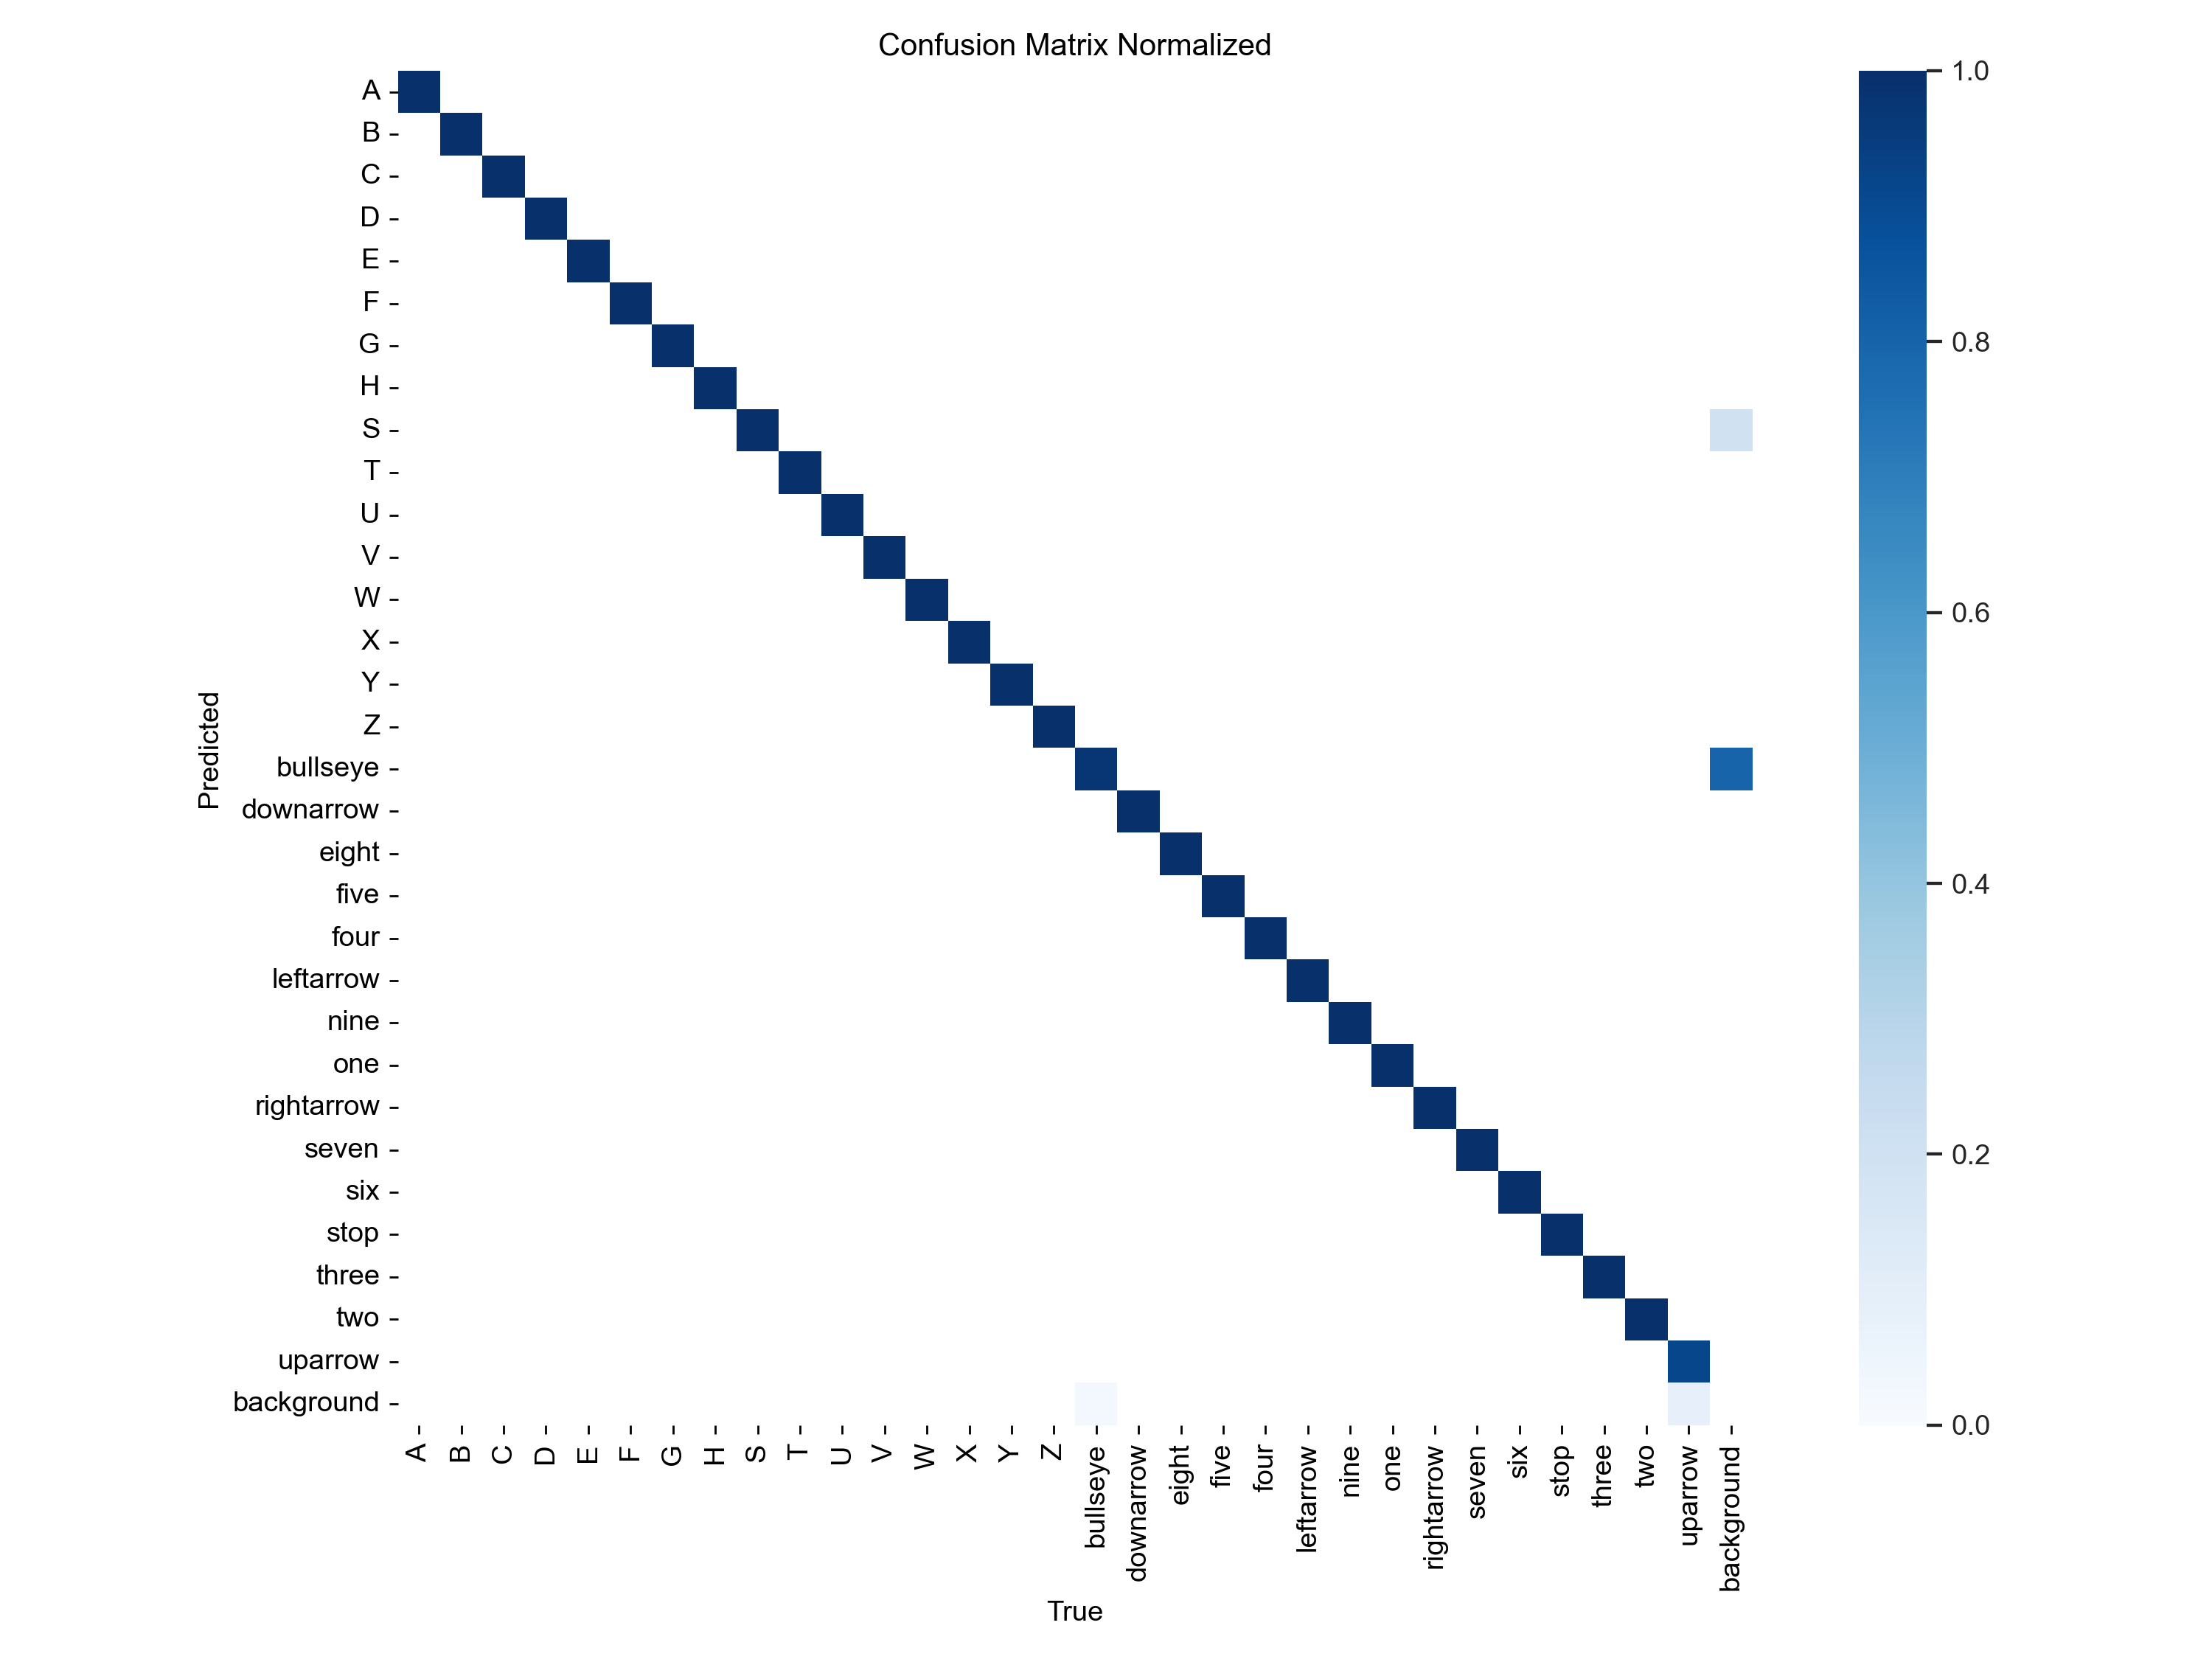 Confusion Matrix Normalized
A
B
C
D
E
F
G
H
S
T
U
V
W
X
Y
Z
bullseye
downarrow
eight
five
four
leftarrow
nine
one
rightarrow
seven
six
stop
three
two
uparrow
background
Predicted
A
B
C
D
E
F
G
H
S
T
U
V
W
X
Y
Z
bullseye
downarrow
eight
five
four
leftarrow
nine
one
rightarrow
seven
six
stop
three
two
uparrow
background
True
1.0
0.8
0.6
0.4
0.2
0.0